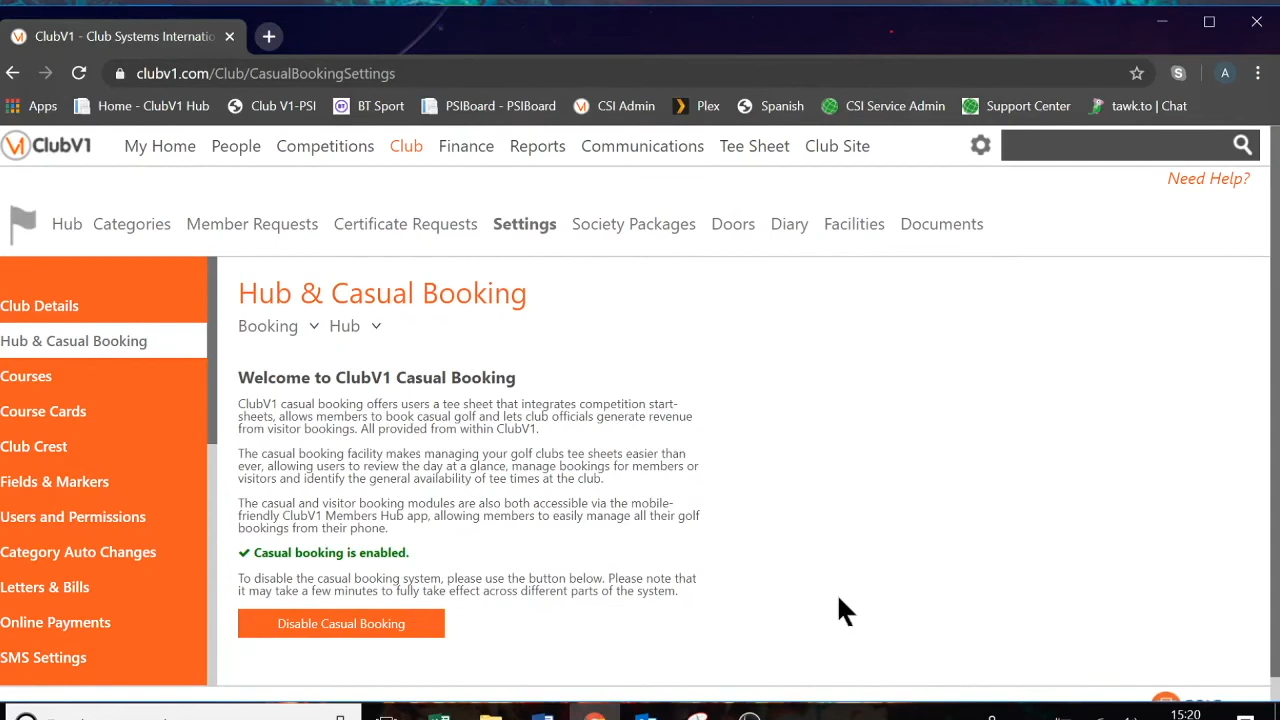 ClubV1 - Club Systems Internatio
clubv1.com/Club/CasualBookingSettings
A
Apps Home - ClubV1 Hub Club V1-PSI BT Sport PSIBoard - PSIBoard CSI Admin Plex Spanish CSI Service Admin Support Center tawk.to | Chat
ClubV1 My Home People Competitions Club Finance Reports Communications Tee Sheet Club Site
Need Help?
Hub Categories Member Requests Certificate Requests Settings Society Packages Doors Diary Facilities Documents
Club Details
Hub & Casual Booking
Courses
Course Cards
Club Crest
Fields & Markers
Users and Permissions
Category Auto Changes
Letters & Bills
Online Payments
SMS Settings
Hub & Casual Booking
Booking Hub
Welcome to ClubV1 Casual Booking
ClubV1 casual booking offers users a tee sheet that integrates competition start-
sheets, allows members to book casual golf and lets club officials generate revenue
from visitor bookings. All provided from within ClubV1.
The casual booking facility makes managing your golf clubs tee sheets easier than
ever, allowing users to review the day at a glance, manage bookings for members or
visitors and identify the general availability of tee times at the club.
The casual and visitor booking modules are also both accessible via the mobile-
friendly ClubV1 Members Hub app, allowing members to easily manage all their golf
bookings from their phone.
Casual booking is enabled.
To disable the casual booking system, please use the button below. Please note that
it may take a few minutes to fully take effect across different parts of the system.
Disable Casual Booking
15:20